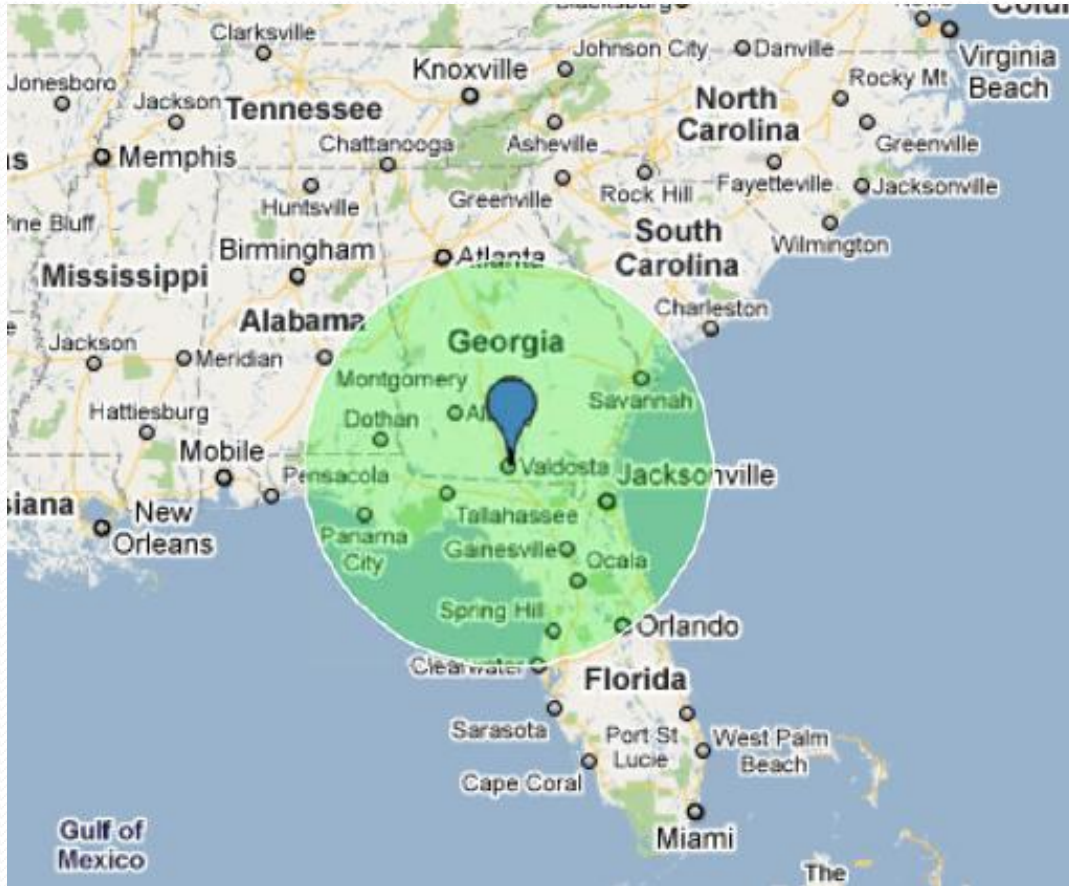 Clarksville
Johnson City
Danville
Virginia
Beach
Jonesboro
Knoxville
Rocky Mt
Jackson
Tennessee
North
Carolina
Chattanooga
Asheville
Greenville
Memphis
Greenville
Rock Hill
Fayetteville
Jacksonville
Huntsville
Pine Bluff
Birmingham
Atlanta
South
Carolina
Wilmington
Mississippi
Alabama
Charleston
Georgia
Jackson
Meridian
Montgomery
Savannah
Hattiesburg
Dothan
Mobile
Pensacola
Valdosta
Jacksonville
New
Orleans
Tallahassee
Panama
City
Gainesville
Ocala
Spring Hill
Orlando
Clearwater
Florida
Sarasota
Port St
Lucie
West Palm
Beach
Cape Coral
Gulf of
Mexico
Miami
The